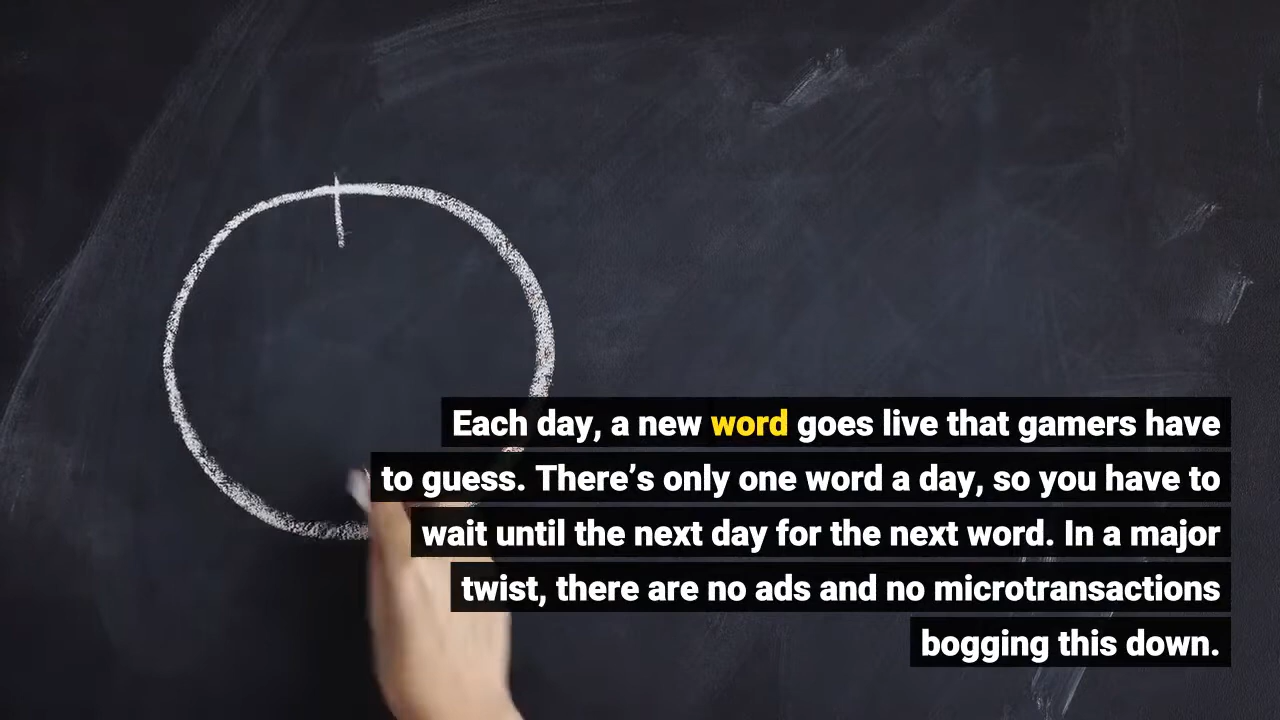 Each day, a new word goes live that gamers have
to guess. There’s only one word a day, so you have to
wait until the next day for the next word. In a major
twist, there are no ads and no microtransactions
bogging this down.